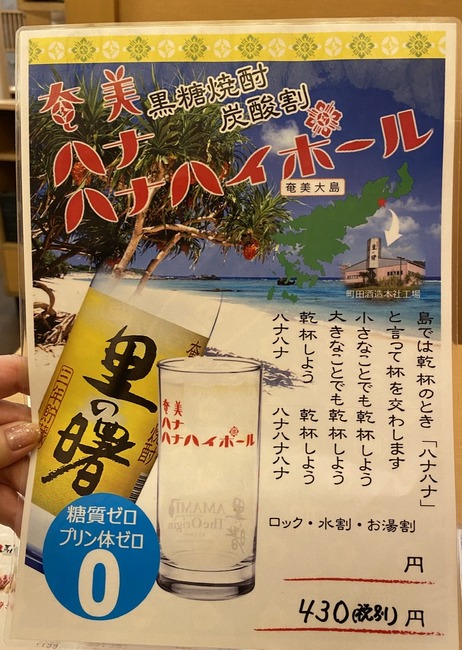 奄美 黒糖焼酎
炭酸割
ハナ
ハナハイボール
奄美大島
町田酒造本社工場
島では乾杯のとき「ハナハナ」
と言って杯を交わします
小さなことでも乾杯しよう
大きなことでも乾杯しよう
乾杯しよう 乾杯しよう
ハナハナ ハナハナ
里の曙
奄美
ハナ
ハナハイボール
AMAMI
The Origin
里の曙
糖質ゼロ
プリン体ゼロ
0
ロック・水割・お湯割
円
430(税別)円